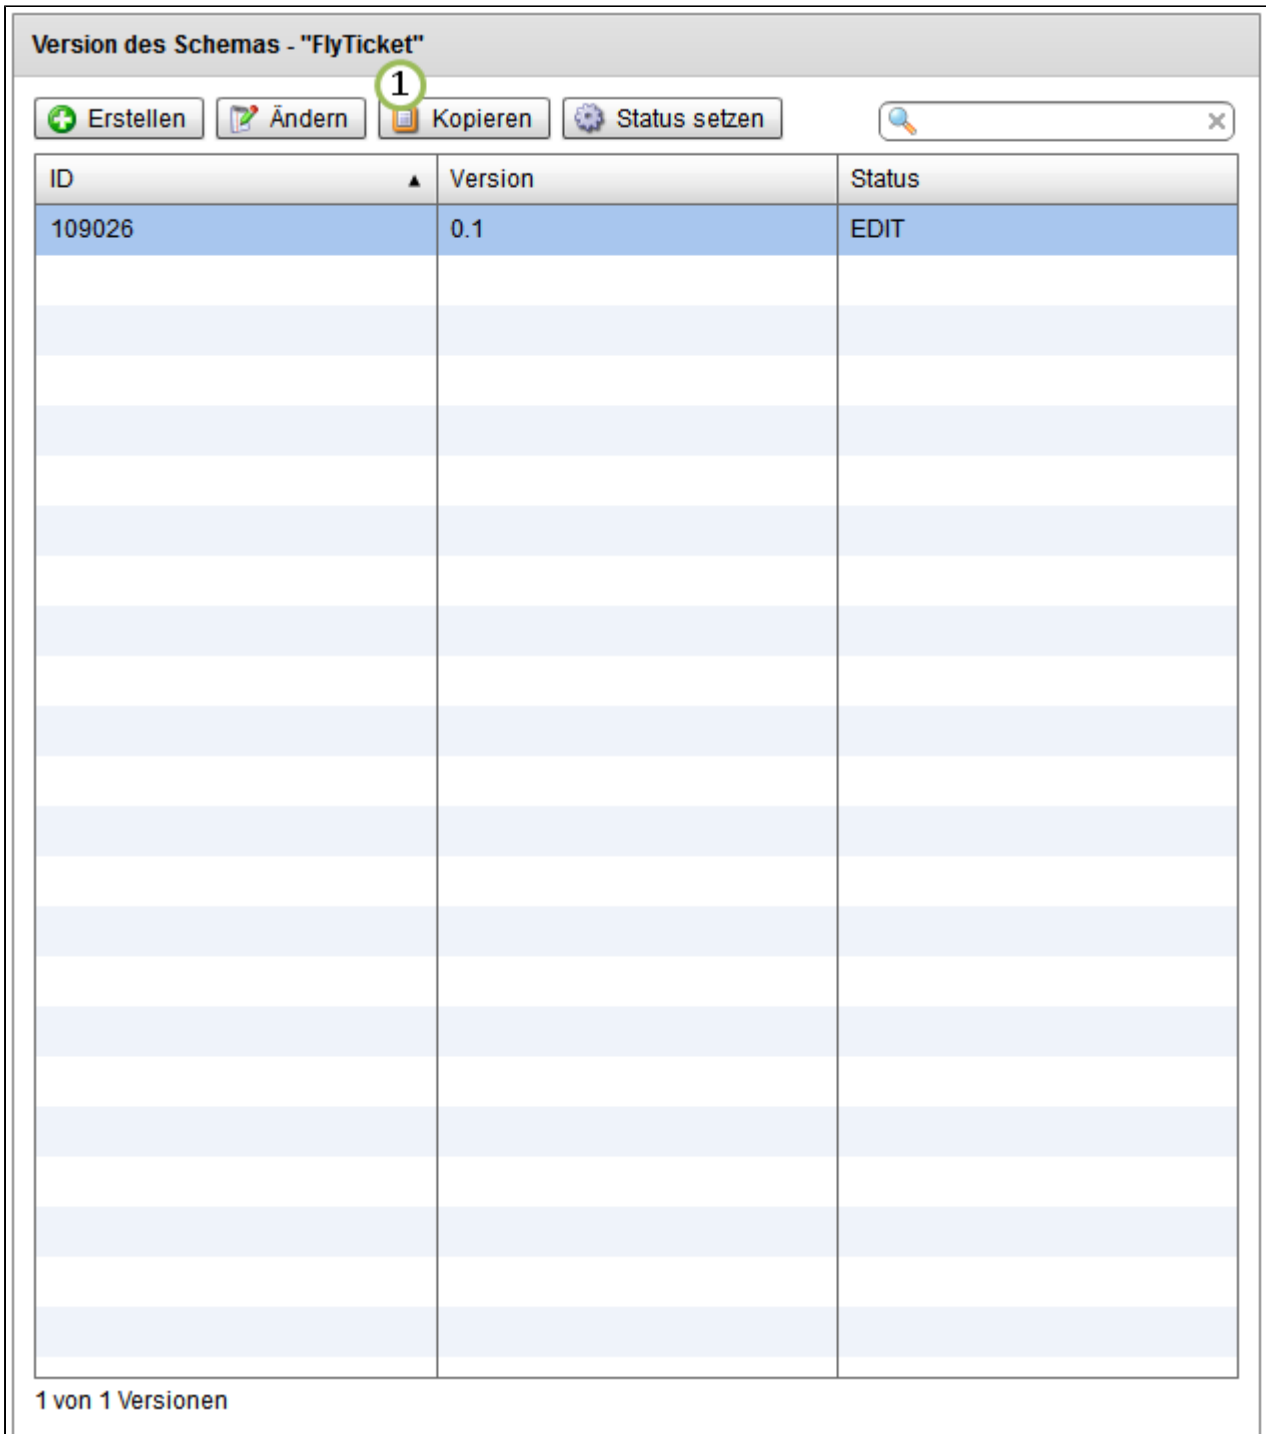 Version des Schemas - "FlyTicket"
1
Erstellen Ändern Kopieren Status setzen
ID Version Status
109026 0.1 EDIT
1 von 1 Versionen